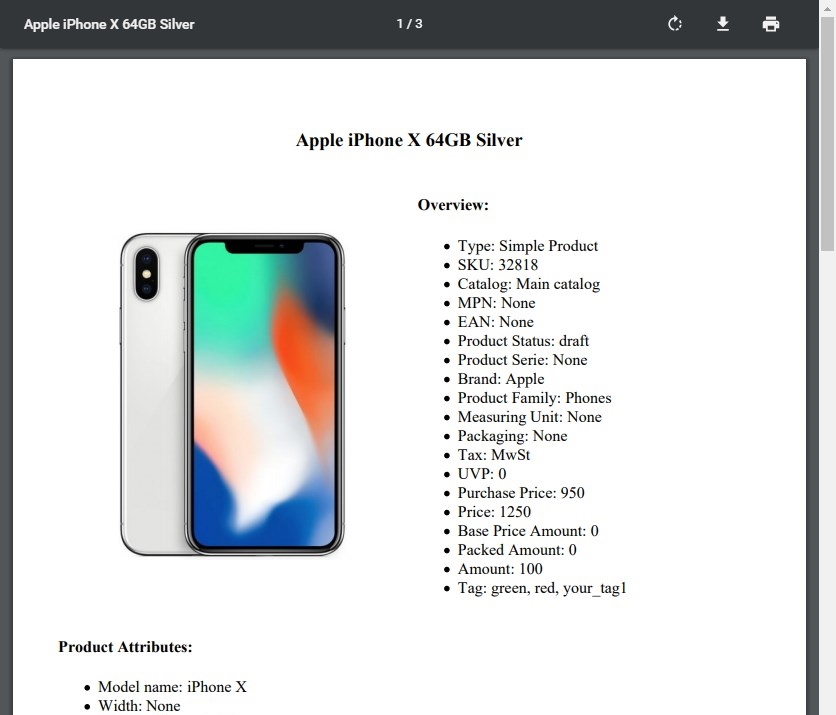 Apple iPhone X 64GB Silver
1 / 3
Apple iPhone X 64GB Silver
Overview:
Type: Simple Product
SKU: 32818
Catalog: Main catalog
MPN: None
EAN: None
Product Status: draft
Product Serie: None
Brand: Apple
Product Family: Phones
Measuring Unit: None
Packaging: None
Tax: MwSt
UVP: 0
Purchase Price: 950
Price: 1250
Base Price Amount: 0
Packed Amount: 0
Amount: 100
Tag: green, red, your_tag1
Product Attributes:
Model name: iPhone X
Width: None